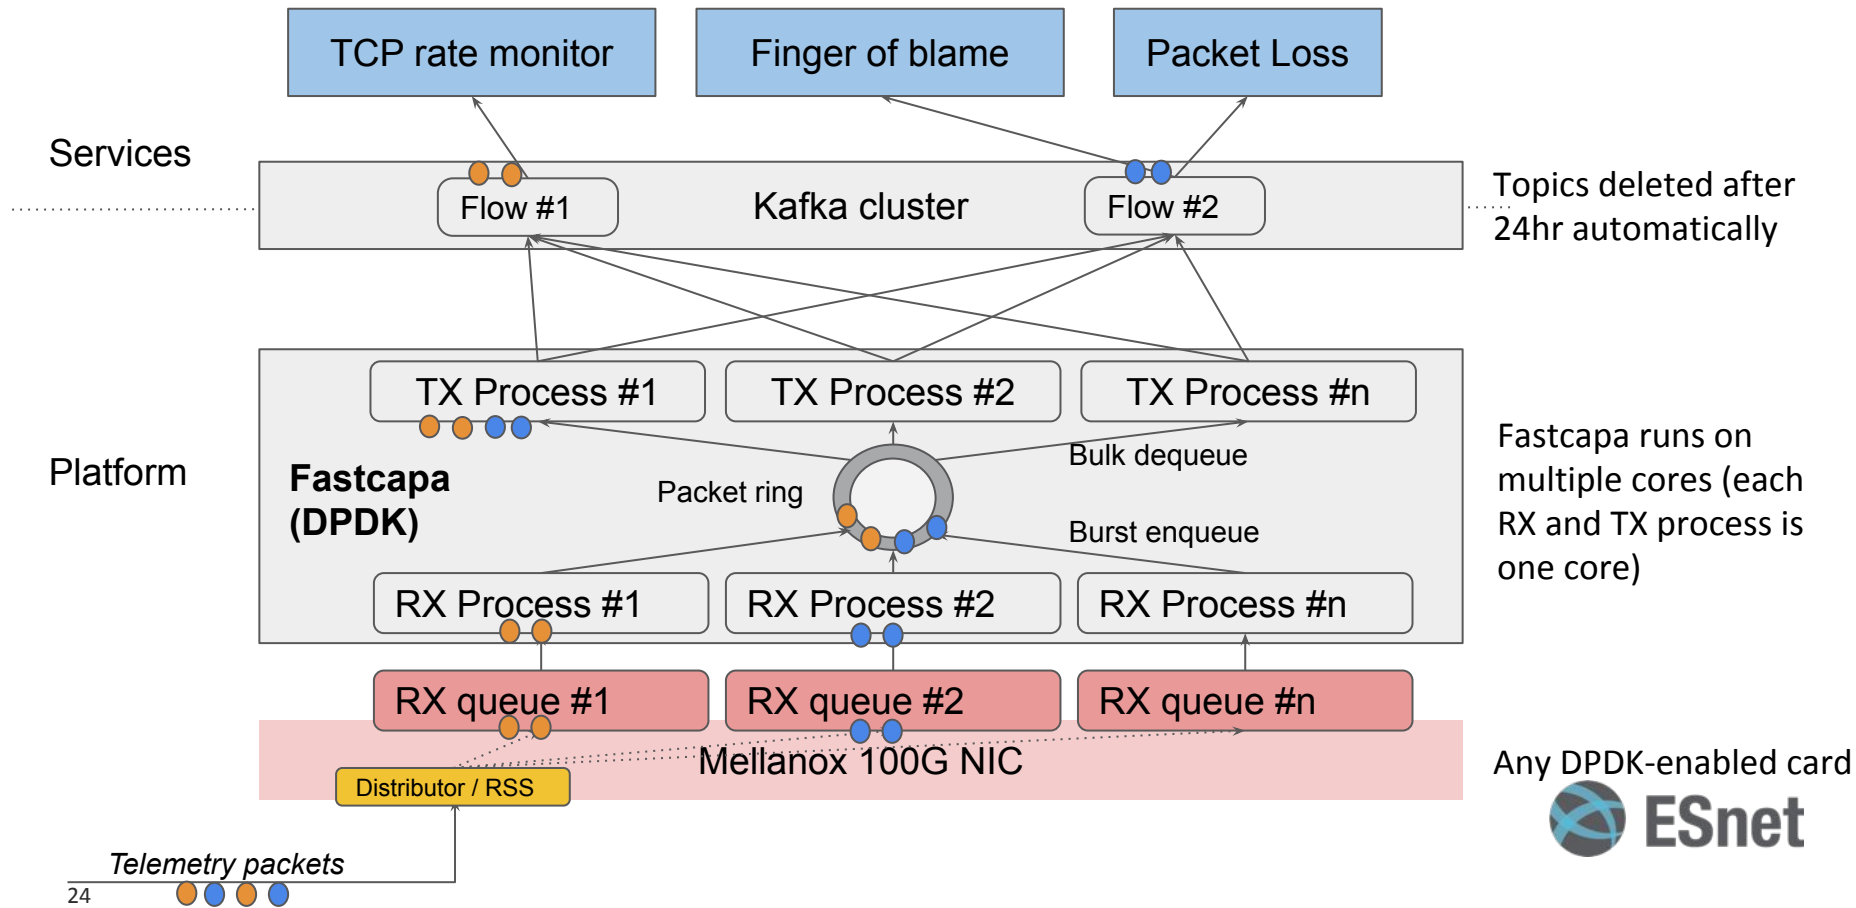 TCP rate monitor
Finger of blame
Packet Loss
Services
Flow #1
Kafka cluster
Flow #2
Topics deleted after
24hr automatically
TX Process #1
TX Process #2
TX Process #n
Platform
Fastcapa
(DPDK)
Packet ring
Bulk dequeue
Burst enqueue
Fastcapa runs on
multiple cores (each
RX and TX process is
one core)
RX Process #1
RX Process #2
RX Process #n
RX queue #1
RX queue #2
RX queue #n
Mellanox 100G NIC
Distributor / RSS
Any DPDK-enabled card
ESnet
Telemetry packets
24